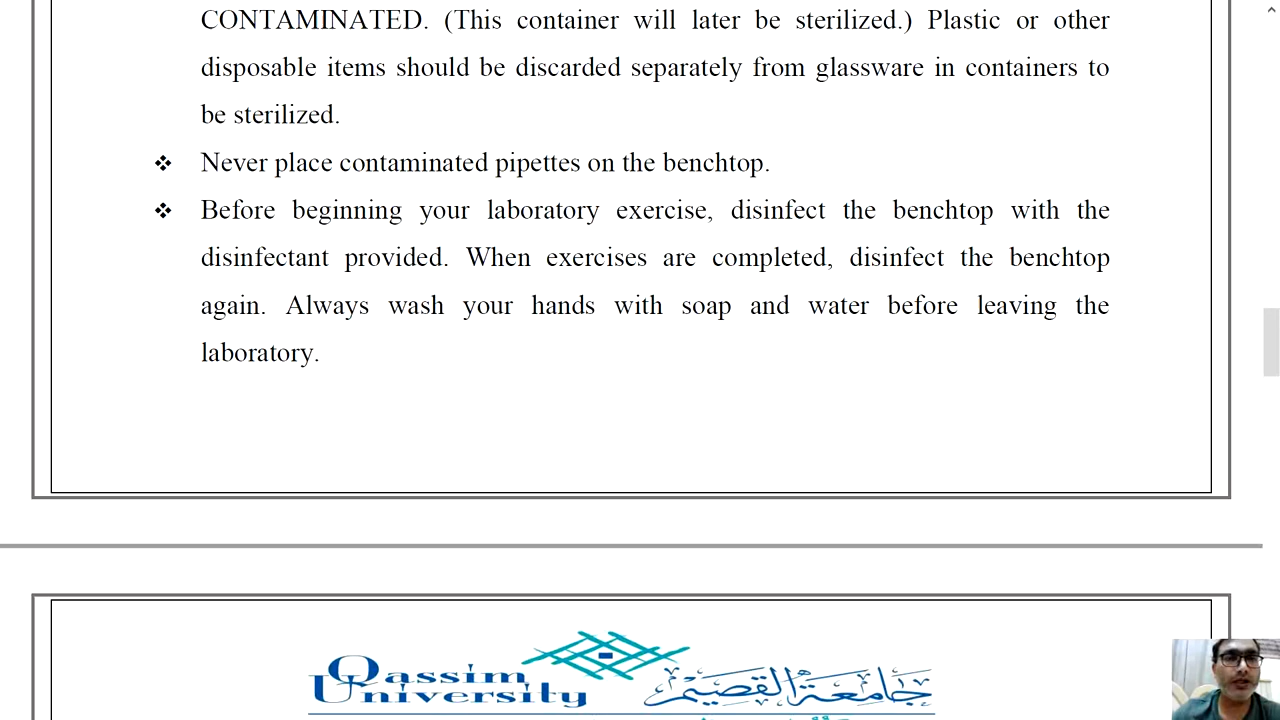 CONTAMINATED. (This container will later be sterilized.) Plastic or other
disposable items should be discarded separately from glassware in containers to
be sterilized.
❖ Never place contaminated pipettes on the benchtop.
❖ Before beginning your laboratory exercise, disinfect the benchtop with the
disinfectant provided. When exercises are completed, disinfect the benchtop
again. Always wash your hands with soap and water before leaving the
laboratory.
Qassim
University
جامعة القصيم